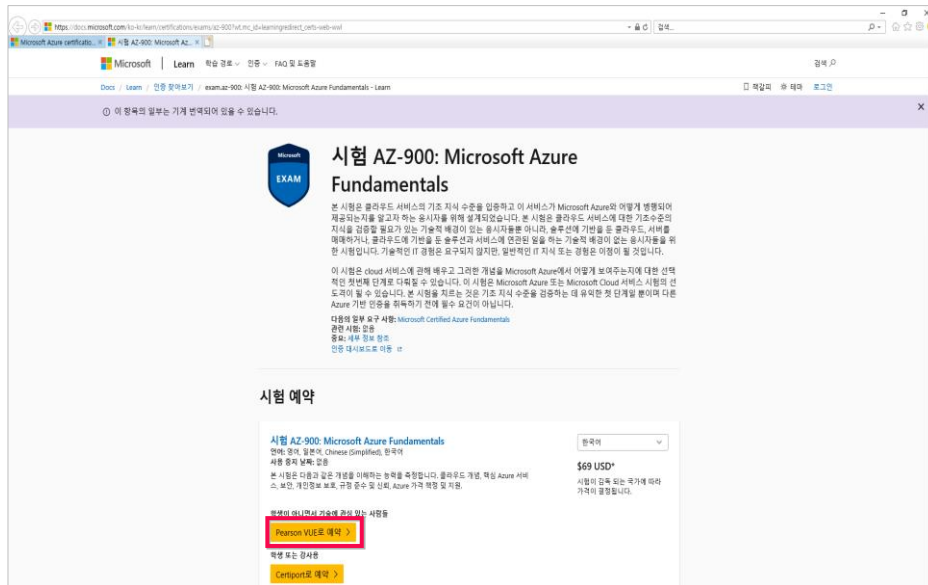 https://docs.microsoft.com/ko-kr/learn/certifications/exams/az-900?wt.mc_id=learningredirect_certs-web-wwl
검색...
Microsoft Azure certificatio...
시험 AZ-900: Microsoft Az...
Microsoft | Learn 학습 경로 인증 FAQ 및 도움말 검색
Docs / Learn / 인증 찾아보기 / exam.az-900: 시험 AZ-900: Microsoft Azure Fundamentals - Learn 책갈피 테마 로그인
이 항목의 일부는 기계 번역되어 있을 수 있습니다. X
Microsoft
EXAM
시험 AZ-900: Microsoft Azure
Fundamentals
본 시험은 클라우드 서비스의 기초 지식 수준을 입증하고 이 서비스가 Microsoft Azure와 어떻게 병행되어
제공되는지를 알고자 하는 응시자를 위해 설계되었습니다. 본 시험은 클라우드 서비스에 대한 기초수준의
지식을 검증할 필요가 있는 기술적 배경이 있는 응시자들뿐 아니라, 솔루션에 기반을 둔 클라우드, 서버를
매매하거나, 클라우드에 기반을 둔 솔루션과 서비스에 연관된 일을 하는 기술적 배경이 없는 응시자들을 위
한 시험입니다. 기술적인 IT 경험은 요구되지 않지만, 일반적인 IT 지식 또는 경험은 이점이 될 것입니다.
이 시험은 cloud 서비스에 관해 배우고 그러한 개념을 Microsoft Azure에서 어떻게 보여주는지에 대한 선택
적인 첫번째 단계로 다뤄질 수 있습니다. 이 시험은 Microsoft Azure 또는 Microsoft Cloud 서비스 시험의 선
도격이 될 수 있습니다. 본 시험을 치르는 것은 기초 지식 수준을 검증하는 데 유익한 첫 단계일 뿐이며 다른
Azure 기반 인증을 취득하기 전에 필수 요건이 아닙니다.
다음의 일부 요구 사항: Microsoft Certified Azure Fundamentals
관련 시험: 없음
중요: 세부 정보 참조
인증 대시보드로 이동
시험 예약
시험 AZ-900: Microsoft Azure Fundamentals
언어: 영어, 일본어, Chinese (Simplified), 한국어
사용 중지 날짜: 없음
본 시험은 다음과 같은 개념을 이해하는 능력을 측정합니다. 클라우드 개념, 핵심 Azure 서비
스, 보안, 개인정보 보호, 규정 준수 및 신뢰, Azure 가격 책정 및 지원.
한국어
$69 USD*
시험이 감독 되는 국가에 따라
가격이 결정됩니다.
학생이 아니면서 기술에 관심 있는 사람들
Pearson VUE로 예약 >
학생 또는 강사용
Certiport로 예약 >